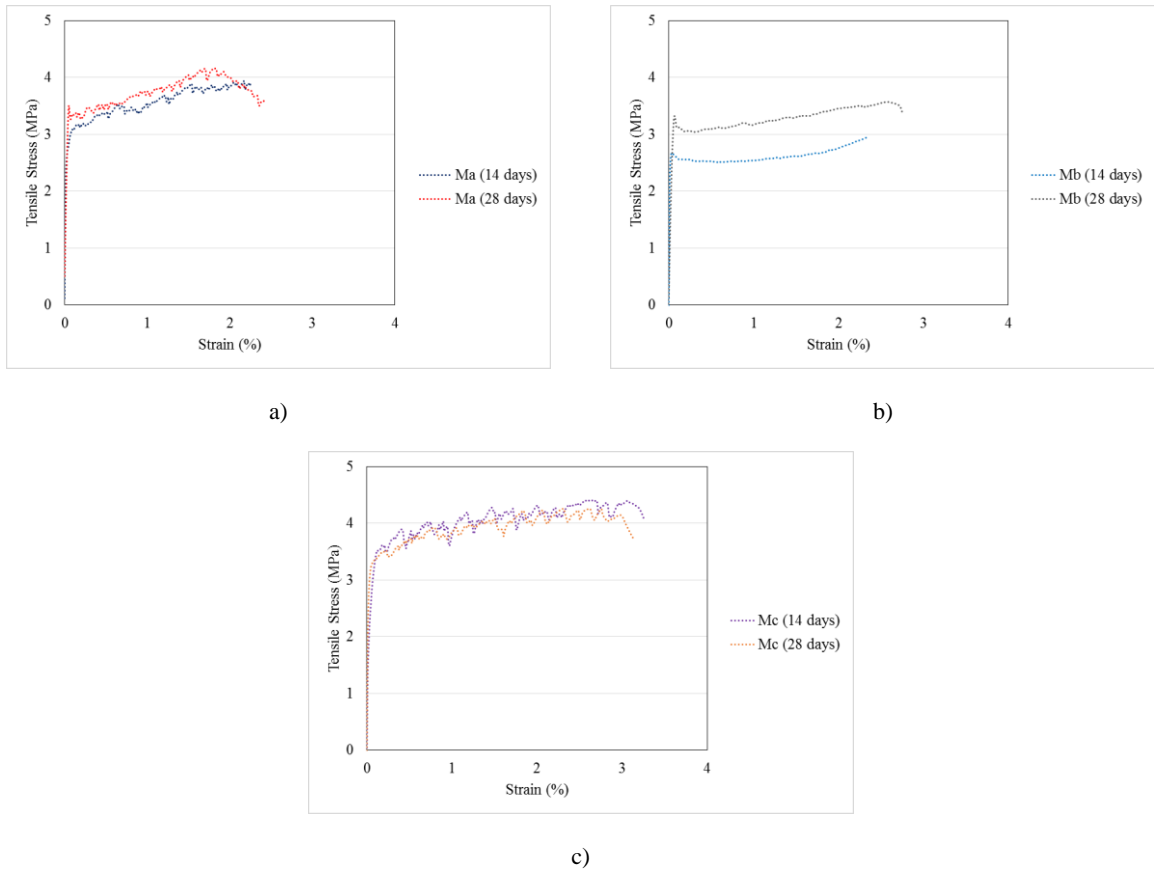 5
4
3
2
1
0
Tensile Stress (MPa)
0 1 2 3 4
Strain (%)
Ma (14 days)
Ma (28 days)
a)
5
4
3
2
1
0
Tensile Stress (MPa)
0 1 2 3 4
Strain (%)
Mb (14 days)
Mb (28 days)
b)
5
4
3
2
1
0
Tensile Stress (MPa)
0 1 2 3 4
Strain (%)
Mc (14 days)
Mc (28 days)
c)